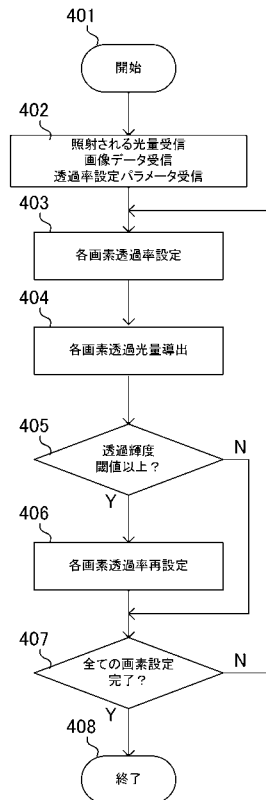 401
開始
402
照射される光量受信
画像データ受信
透過率設定パラメータ受信
403
各画素透過率設定
404
各画素透過光量導出
405
透過輝度
閾値以上？
N
Y
406
各画素透過率再設定
407
全ての画素設定
完了？
N
Y
408
終了